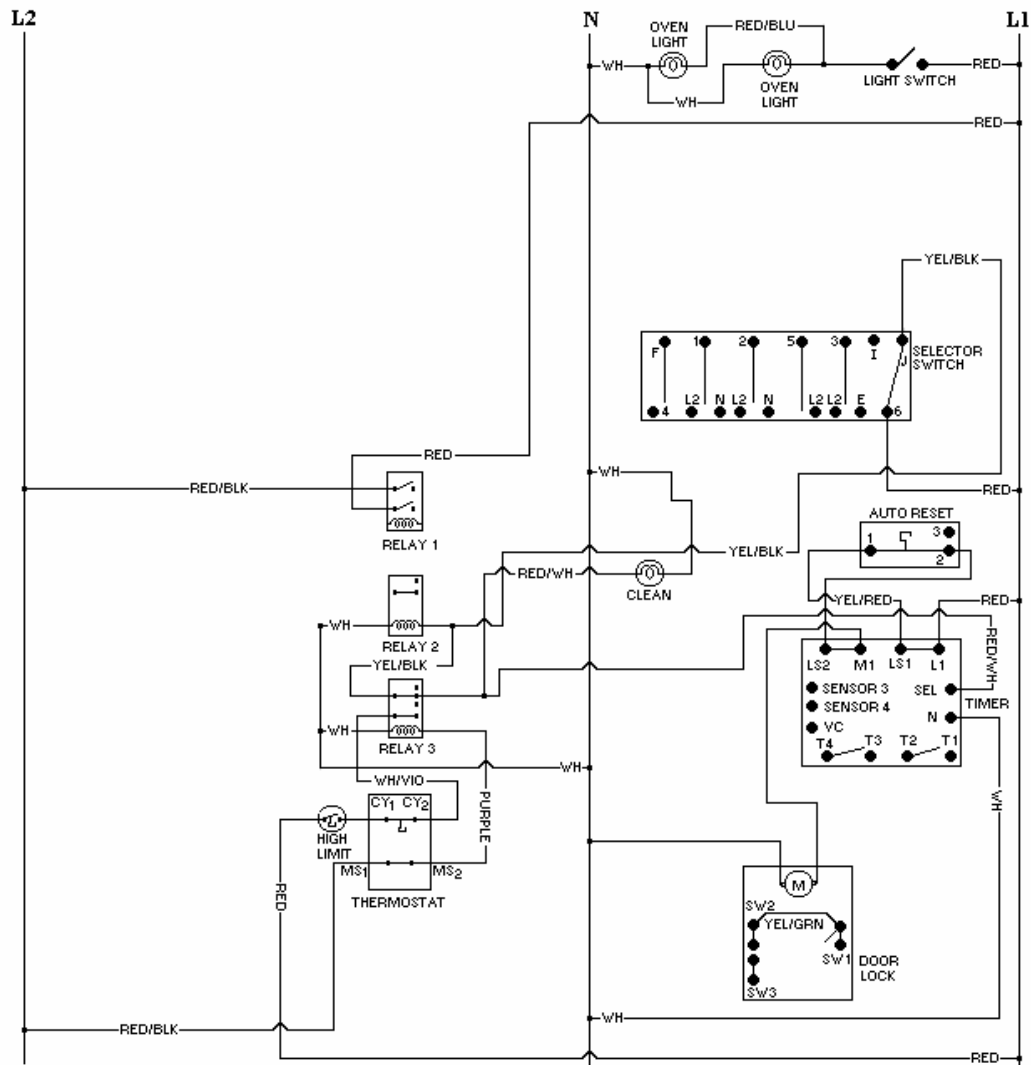 L2
N
L1
OVEN
LIGHT
RED/BLU
WH
OVEN
LIGHT
LIGHT SWITCH
RED
WH
RED
YEL/BLK
F 1 2 5 3 I J
SELECTOR
SWITCH
4 L2 N L2 N L2 L2 E 6
RED
WH
RED/BLK
RED
RELAY 1
AUTO RESET
1 3
2
YEL/BLK
RED/WH
CLEAN
YEL/RED
RED
WH
RELAY 2
YEL/BLK
RED/WH
LS2 M1 LS1 L1
SENSOR 3
SEL
SENSOR 4
TIMER
N
VC
T4 T3 T2 T1
WH
RELAY 3
WH
WH/VIO
PURPLE
WH
CY1 CY2
HIGH
LIMIT
MS1 MS2
THERMOSTAT
RED
M
SW2
YEL/GRN
SW1
DOOR
LOCK
SW3
RED/BLK
WH
RED